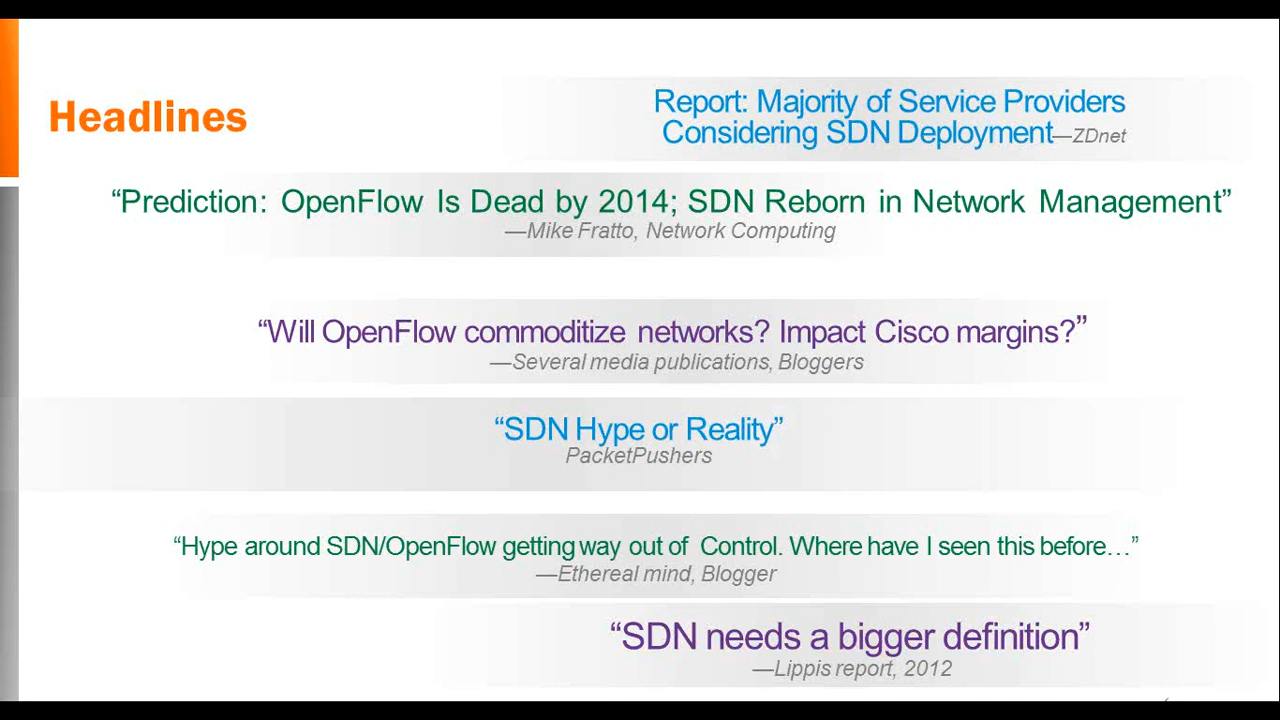 Headlines
Report: Majority of Service Providers
Considering SDN Deployment—ZDnet
“Prediction: OpenFlow Is Dead by 2014; SDN Reborn in Network Management”
—Mike Fratto, Network Computing
“Will OpenFlow commoditize networks? Impact Cisco margins?”
—Several media publications, Bloggers
“SDN Hype or Reality”
PacketPushers
“Hype around SDN/OpenFlow getting way out of Control. Where have I seen this before…”
—Ethereal mind, Blogger
“SDN needs a bigger definition”
—Lippis report, 2012